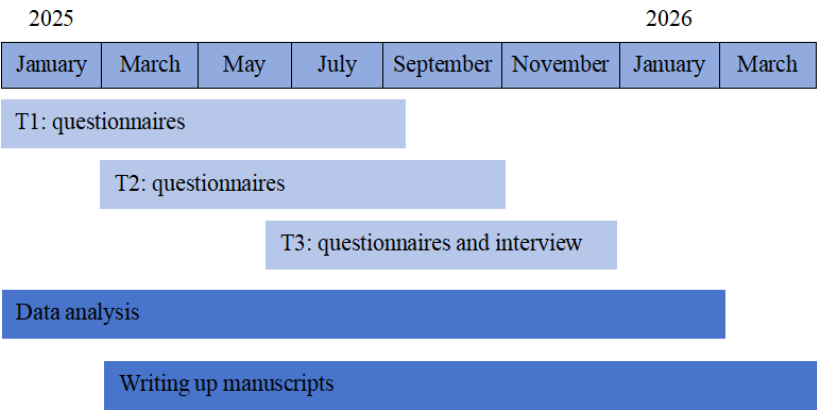 2025 2026
January March May July September November January March
T1: questionnaires
T2: questionnaires
T3: questionnaires and interview
Data analysis
Writing up manuscripts